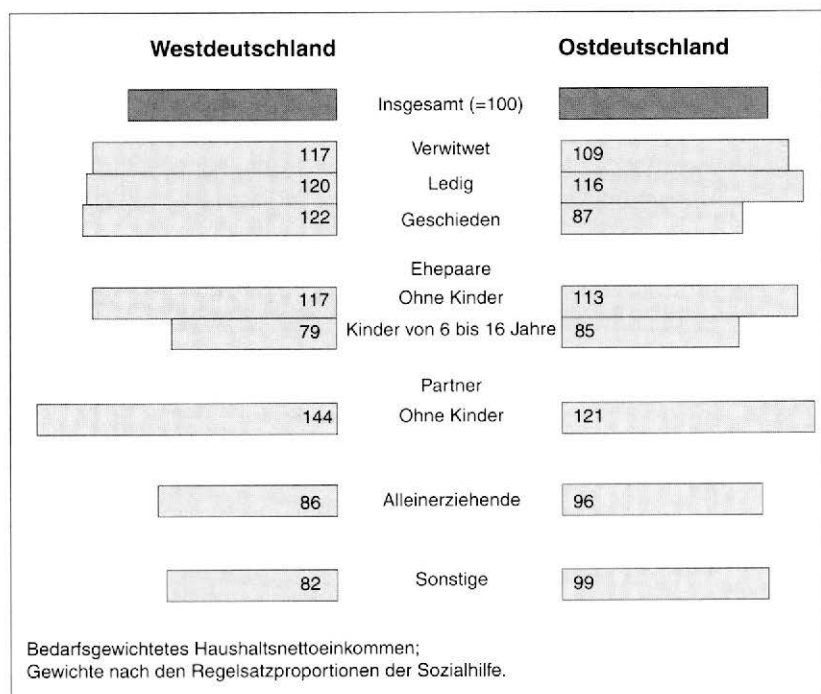 Westdeutschland Ostdeutschland
Insgesamt (=100)
117 Verwitwet 109
120 Ledig 116
122 Geschieden 87
Ehepaare
117 Ohne Kinder 113
79 Kinder von 6 bis 16 Jahre 85
Partner
144 Ohne Kinder 121
86 Alleinerziehende 96
82 Sonstige 99
Bedarfsgewichtetes Haushaltsnettoeinkommen;
Gewichte nach den Regelsatzproportionen der Sozialhilfe.